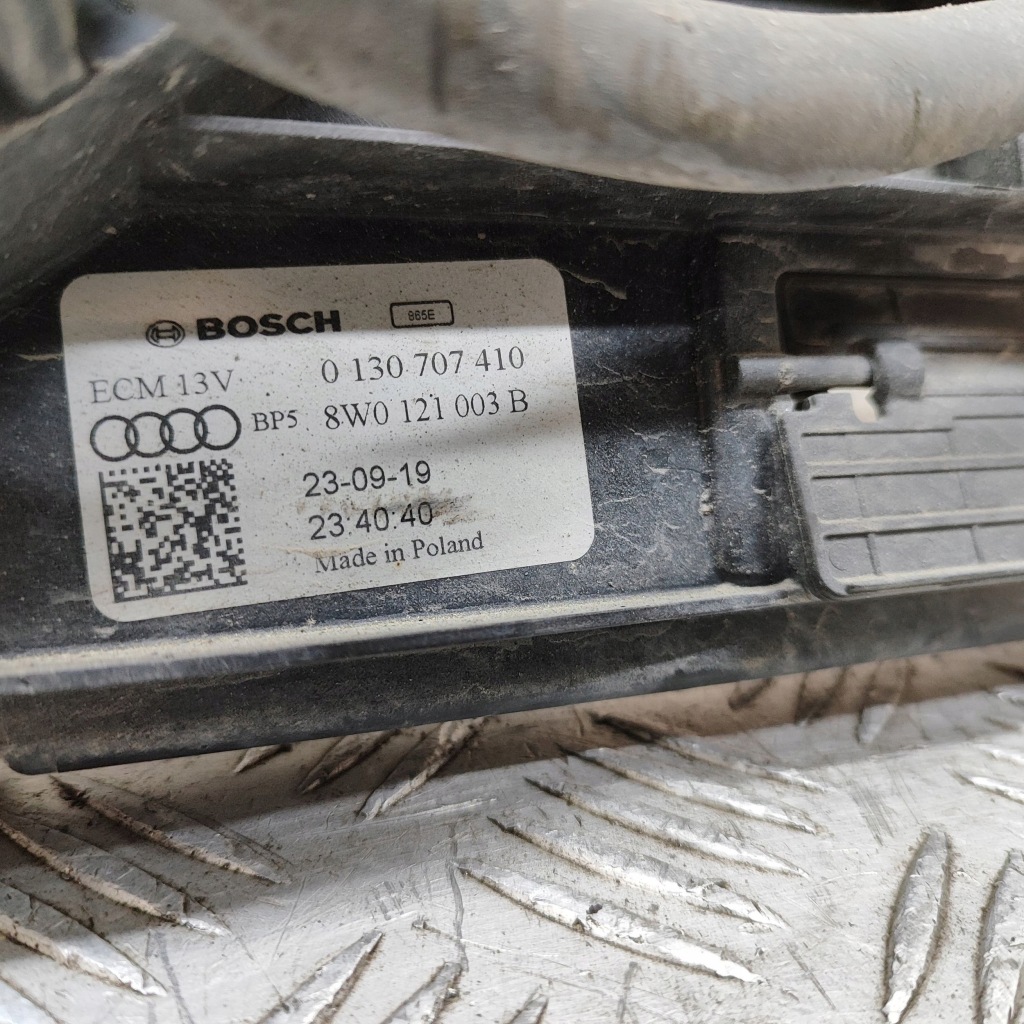 BOSCH 865E
ECM 13V 0 130 707 410
BP5 8W0 121 003 B
23-09-19
23:40:40
Made in Poland